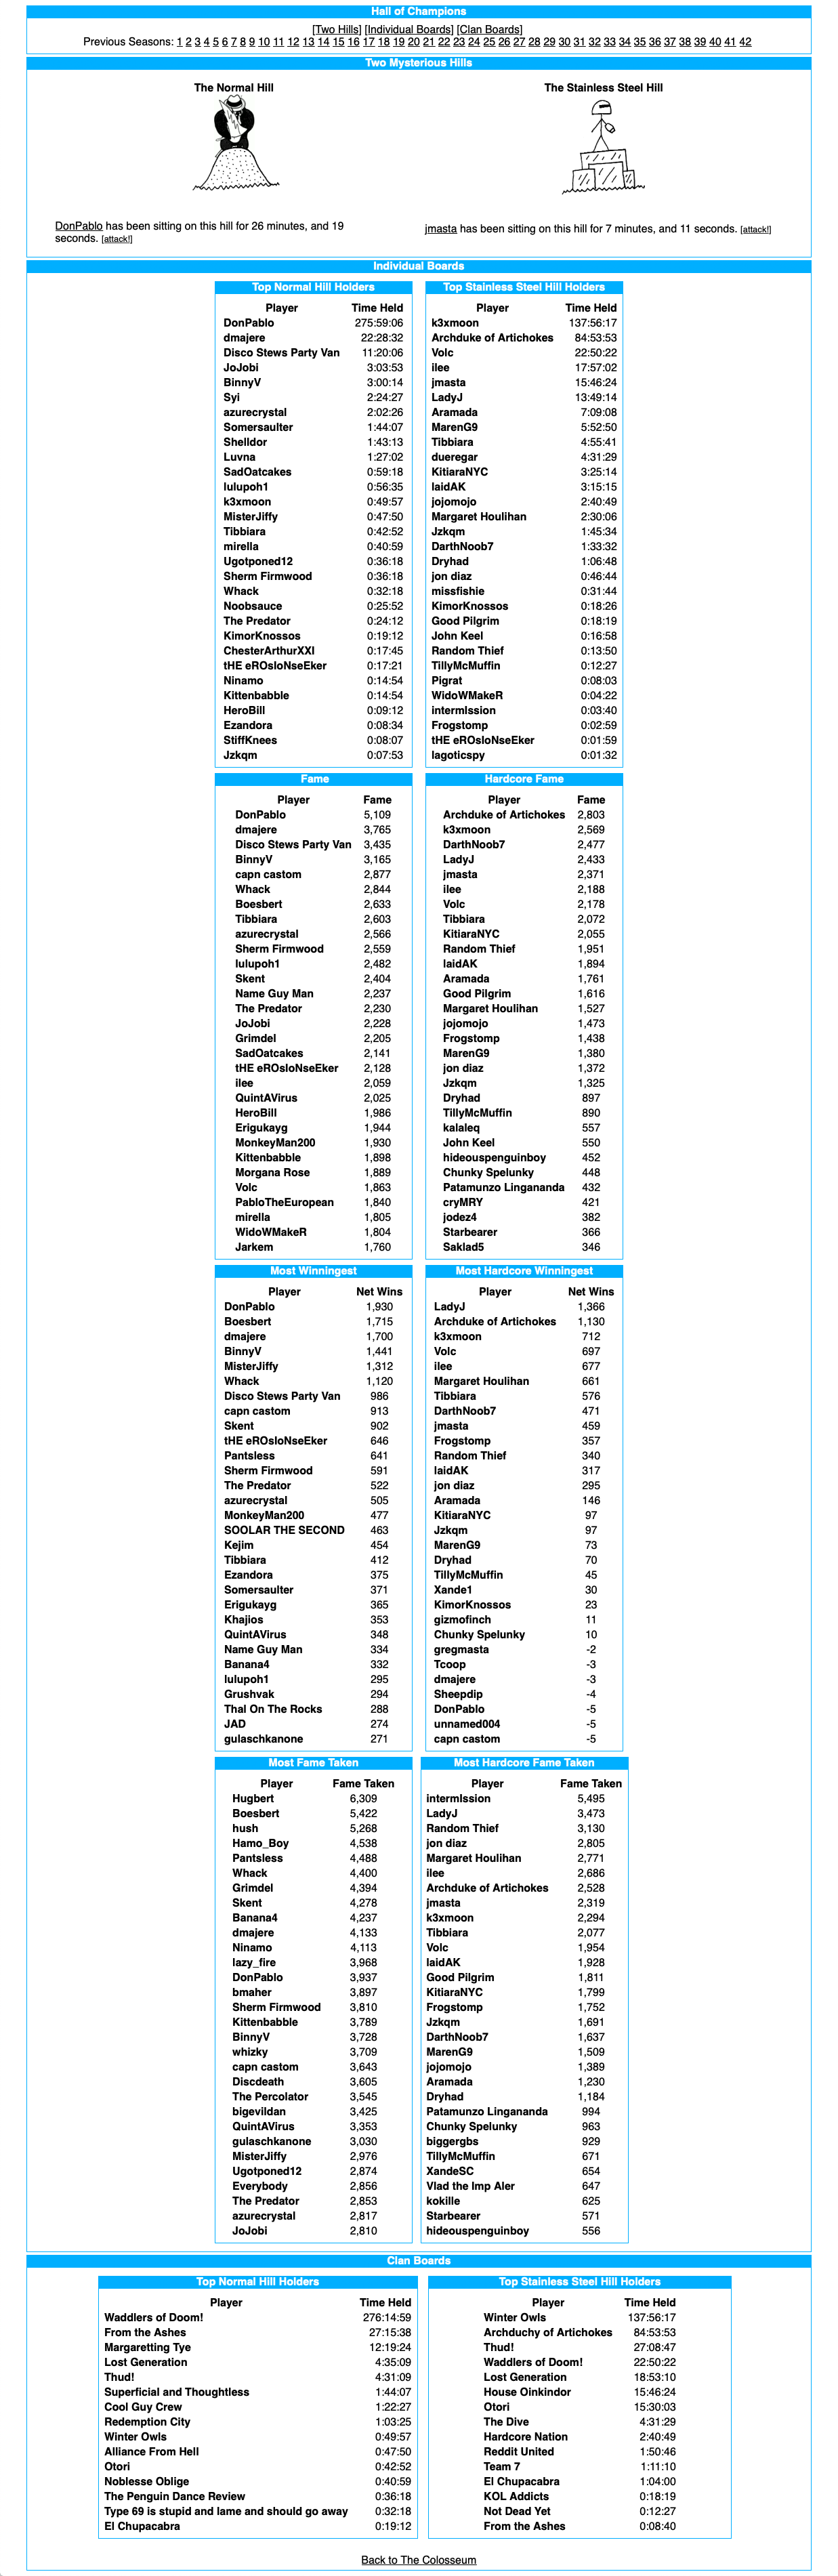 Hall of Champions
[Two Hills] [Individual Boards] [Clan Boards]
Previous Seasons: 1 2 3 4 5 6 7 8 9 10 11 12 13 14 15 16 17 18 19 20 21 22 23 24 25 26 27 28 29 30 31 32 33 34 35 36 37 38 39 40 41 42
Two Mysterious Hills
The Normal Hill
DonPablo has been sitting on this hill for 26 minutes, and 19
seconds. [attack!]
The Stainless Steel Hill
jmasta has been sitting on this hill for 7 minutes, and 11 seconds. [attack!]
Individual Boards
Top Normal Hill Holders
Player Time Held
DonPablo 275:59:06
dmajere 22:28:32
Disco Stews Party Van 11:20:06
JoJobi 3:03:53
BinnyV 3:00:14
Syi 2:24:27
azurecrystal 2:02:26
Somersaulter 1:44:07
Shelldor 1:43:13
Luvna 1:27:02
SadOatcakes 0:59:18
lulupoh1 0:56:35
k3xmoon 0:49:57
MisterJiffy 0:47:50
Tibbiara 0:42:52
mirella 0:40:59
Ugotponed12 0:36:18
Sherm Firmwood 0:36:18
Whack 0:32:18
Noobsauce 0:25:52
The Predator 0:24:12
KimorKnossos 0:19:12
ChesterArthurXXI 0:17:45
tHE eROsIoNseEker 0:17:21
Ninamo 0:14:54
Kittenbabble 0:14:54
HeroBill 0:09:12
Ezandora 0:08:34
StiffKnees 0:08:07
Jzkqm 0:07:53
Top Stainless Steel Hill Holders
Player Time Held
k3xmoon 137:56:17
Archduke of Artichokes 84:53:53
Volc 22:50:22
ilee 17:57:02
jmasta 15:46:24
LadyJ 13:49:14
Aramada 7:09:08
MarenG9 5:52:50
Tibbiara 4:55:41
dueregar 4:31:29
KitiaraNYC 3:25:14
laidAK 3:15:15
jojomojo 2:40:49
Margaret Houlihan 2:30:06
Jzkqm 1:45:34
DarthNoob7 1:33:32
Dryhad 1:06:48
jon diaz 0:46:44
missfishie 0:31:44
KimorKnossos 0:18:26
Good Pilgrim 0:18:19
John Keel 0:16:58
Random Thief 0:13:50
TillyMcMuffin 0:12:27
Pigrat 0:08:03
WidoWMakeR 0:04:22
intermIssion 0:03:40
Frogstomp 0:02:59
tHE eROsIoNseEker 0:01:59
lagoticspy 0:01:32
Fame
Player Fame
DonPablo 5,109
dmajere 3,765
Disco Stews Party Van 3,435
BinnyV 3,165
capn castom 2,877
Whack 2,844
Boesbert 2,633
Tibbiara 2,603
azurecrystal 2,566
Sherm Firmwood 2,559
lulupoh1 2,482
Skent 2,404
Name Guy Man 2,237
The Predator 2,230
JoJobi 2,228
Grimdel 2,205
SadOatcakes 2,141
tHE eROsIoNseEker 2,128
ilee 2,059
QuintAVirus 2,025
HeroBill 1,986
Erigukayg 1,944
MonkeyMan200 1,930
Kittenbabble 1,898
Morgana Rose 1,889
Volc 1,863
PabloTheEuropean 1,840
mirella 1,805
WidoWMakeR 1,804
Jarkem 1,760
Hardcore Fame
Player Fame
Archduke of Artichokes 2,803
k3xmoon 2,569
DarthNoob7 2,477
LadyJ 2,433
jmasta 2,371
ilee 2,188
Volc 2,178
Tibbiara 2,072
KitiaraNYC 2,055
Random Thief 1,951
laidAK 1,894
Aramada 1,761
Good Pilgrim 1,616
Margaret Houlihan 1,527
jojomojo 1,473
Frogstomp 1,438
MarenG9 1,380
jon diaz 1,372
Jzkqm 1,325
Dryhad 897
TillyMcMuffin 890
kalaleq 557
John Keel 550
hideouspenguinboy 452
Chunky Spelunky 448
Patamunzo Lingananda 432
cryMRY 421
jodez4 382
Starbearer 366
Saklad5 346
Most Winningest
Player Net Wins
DonPablo 1,930
Boesbert 1,715
dmajere 1,700
BinnyV 1,441
MisterJiffy 1,312
Whack 1,120
Disco Stews Party Van 986
capn castom 913
Skent 902
tHE eROsIoNseEker 646
Pantsless 641
Sherm Firmwood 591
The Predator 522
azurecrystal 505
MonkeyMan200 477
SOOLAR THE SECOND 463
Kejim 454
Tibbiara 412
Ezandora 375
Somersaulter 371
Erigukayg 365
Khajios 353
QuintAVirus 348
Name Guy Man 334
Banana4 332
lulupoh1 295
Grushvak 294
Thal On The Rocks 288
JAD 274
gulaschkanone 271
Most Hardcore Winningest
Player Net Wins
LadyJ 1,366
Archduke of Artichokes 1,130
k3xmoon 712
Volc 697
ilee 677
Margaret Houlihan 661
Tibbiara 576
DarthNoob7 471
jmasta 459
Frogstomp 357
Random Thief 340
laidAK 317
jon diaz 295
Aramada 146
KitiaraNYC 97
Jzkqm 97
MarenG9 73
Dryhad 70
TillyMcMuffin 45
Xande1 30
KimorKnossos 23
gizmofinch 11
Chunky Spelunky 10
gregmasta -2
Tcoop -3
dmajere -3
Sheepdip -4
DonPablo -5
unnamed004 -5
capn castom -5
Most Fame Taken
Player Fame Taken
Hugbert 6,309
Boesbert 5,422
hush 5,268
Hamo_Boy 4,538
Pantsless 4,488
Whack 4,400
Grimdel 4,394
Skent 4,278
Banana4 4,237
dmajere 4,133
Ninamo 4,113
lazy_fire 3,968
DonPablo 3,937
bmaher 3,897
Sherm Firmwood 3,810
Kittenbabble 3,789
BinnyV 3,728
whizky 3,709
capn castom 3,643
Discdeath 3,605
The Percolator 3,545
bigevildan 3,425
QuintAVirus 3,353
gulaschkanone 3,030
MisterJiffy 2,976
Ugotponed12 2,874
Everybody 2,856
The Predator 2,853
azurecrystal 2,817
JoJobi 2,810
Most Hardcore Fame Taken
Player Fame Taken
intermIssion 5,495
LadyJ 3,473
Random Thief 3,130
jon diaz 2,805
Margaret Houlihan 2,771
ilee 2,686
Archduke of Artichokes 2,528
jmasta 2,319
k3xmoon 2,294
Tibbiara 2,077
Volc 1,954
laidAK 1,928
Good Pilgrim 1,811
KitiaraNYC 1,799
Frogstomp 1,752
Jzkqm 1,691
DarthNoob7 1,637
MarenG9 1,509
jojomojo 1,389
Aramada 1,230
Dryhad 1,184
Patamunzo Lingananda 994
Chunky Spelunky 963
biggergbs 929
TillyMcMuffin 671
XandeSC 654
Vlad the Imp Aler 647
kokille 625
Starbearer 571
hideouspenguinboy 556
Clan Boards
Top Normal Hill Holders
Player Time Held
Waddlers of Doom! 276:14:59
From the Ashes 27:15:38
Margaretting Tye 12:19:24
Lost Generation 4:35:09
Thud! 4:31:09
Superficial and Thoughtless 1:44:07
Cool Guy Crew 1:22:27
Redemption City 1:03:25
Winter Owls 0:49:57
Alliance From Hell 0:47:50
Otori 0:42:52
Noblesse Oblige 0:40:59
The Penguin Dance Review 0:36:18
Type 69 is stupid and lame and should go away 0:32:18
El Chupacabra 0:19:12
Top Stainless Steel Hill Holders
Player Time Held
Winter Owls 137:56:17
Archduchy of Artichokes 84:53:53
Thud! 27:08:47
Waddlers of Doom! 22:50:22
Lost Generation 18:53:10
House Oinkindor 15:46:24
Otori 15:30:03
The Dive 4:31:29
Hardcore Nation 2:40:49
Reddit United 1:50:46
Team 7 1:11:10
El Chupacabra 1:04:00
KOL Addicts 0:18:19
Not Dead Yet 0:12:27
From the Ashes 0:08:40
Back to The Colosseum